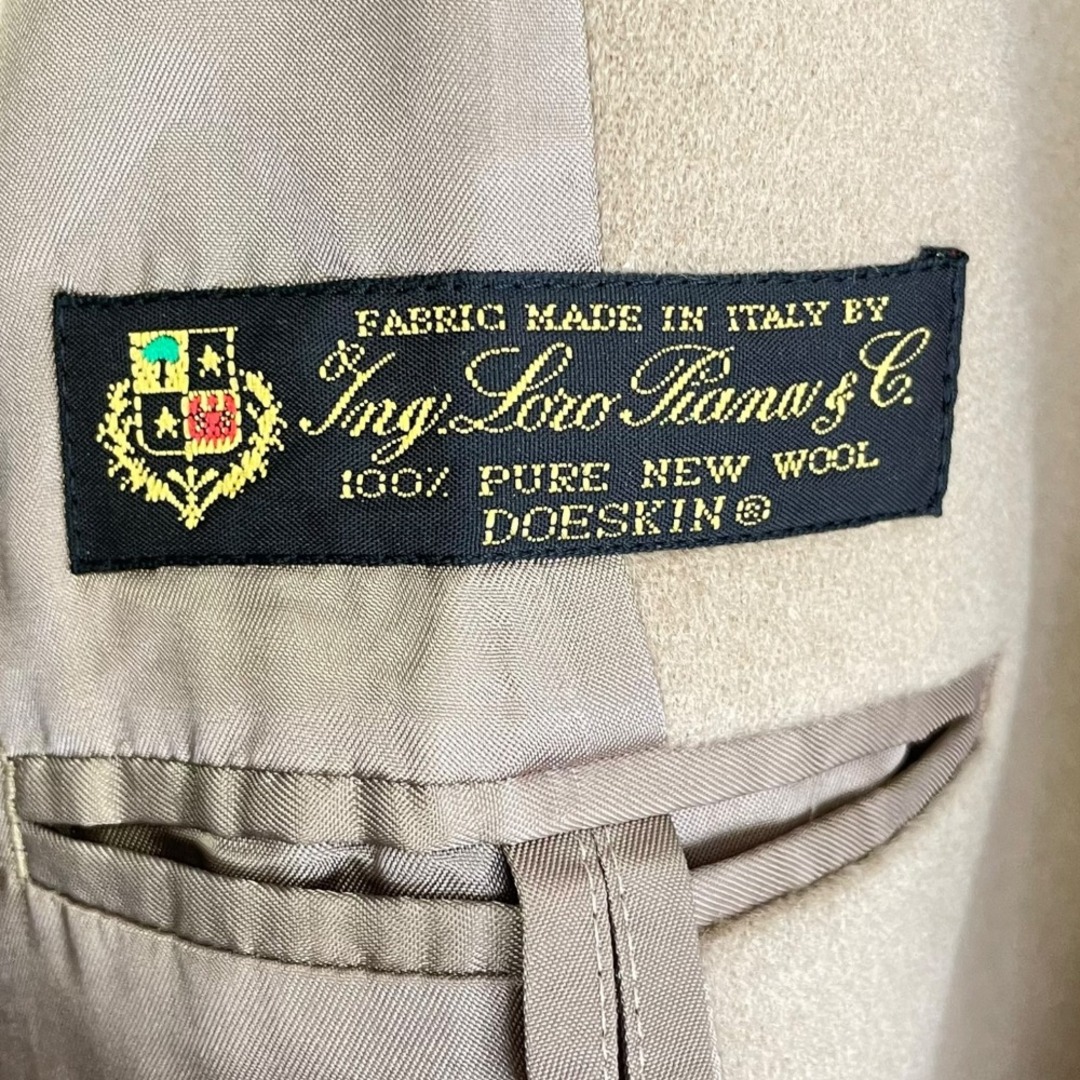 FABRIC MADE IN ITALY BY
Ing. Loro Piana & C.
100% PURE NEW WOOL
DOESKIN®